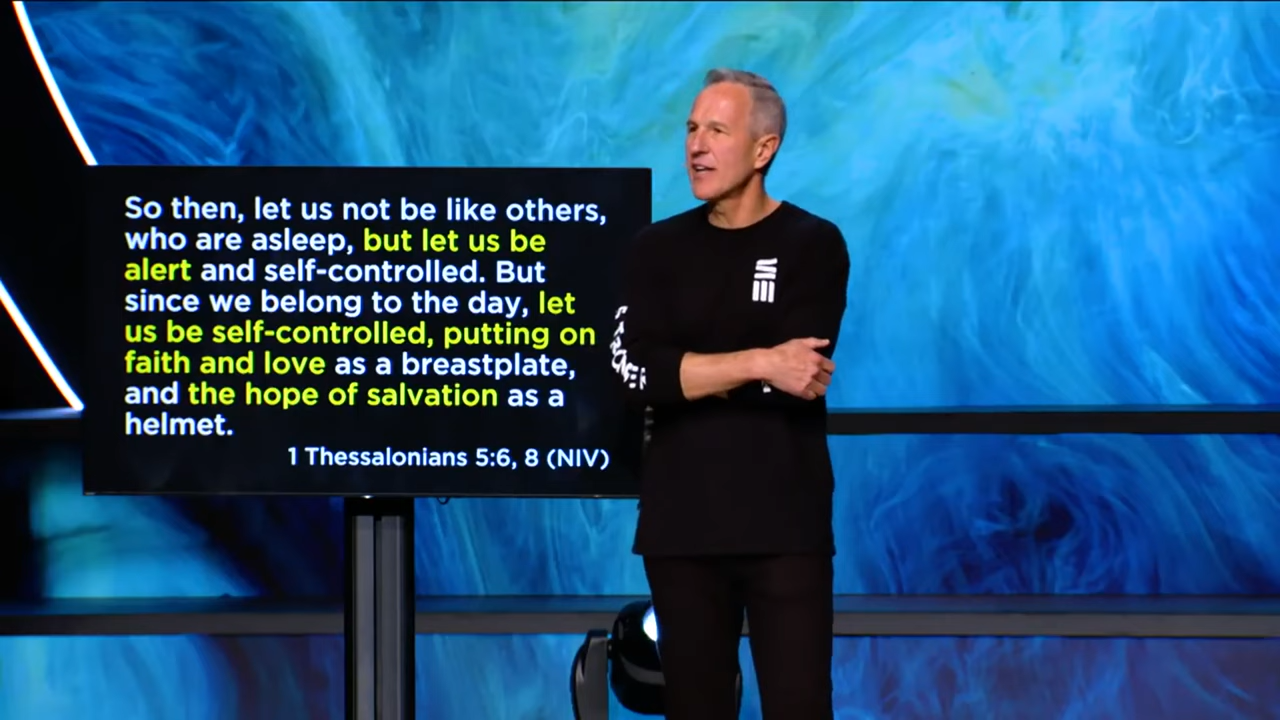 So then, let us not be like others,
who are asleep, but let us be
alert and self-controlled. But
since we belong to the day, let
us be self-controlled, putting on
faith and love as a breastplate,
and the hope of salvation as a
helmet.
1 Thessalonians 5:6, 8 (NIV)